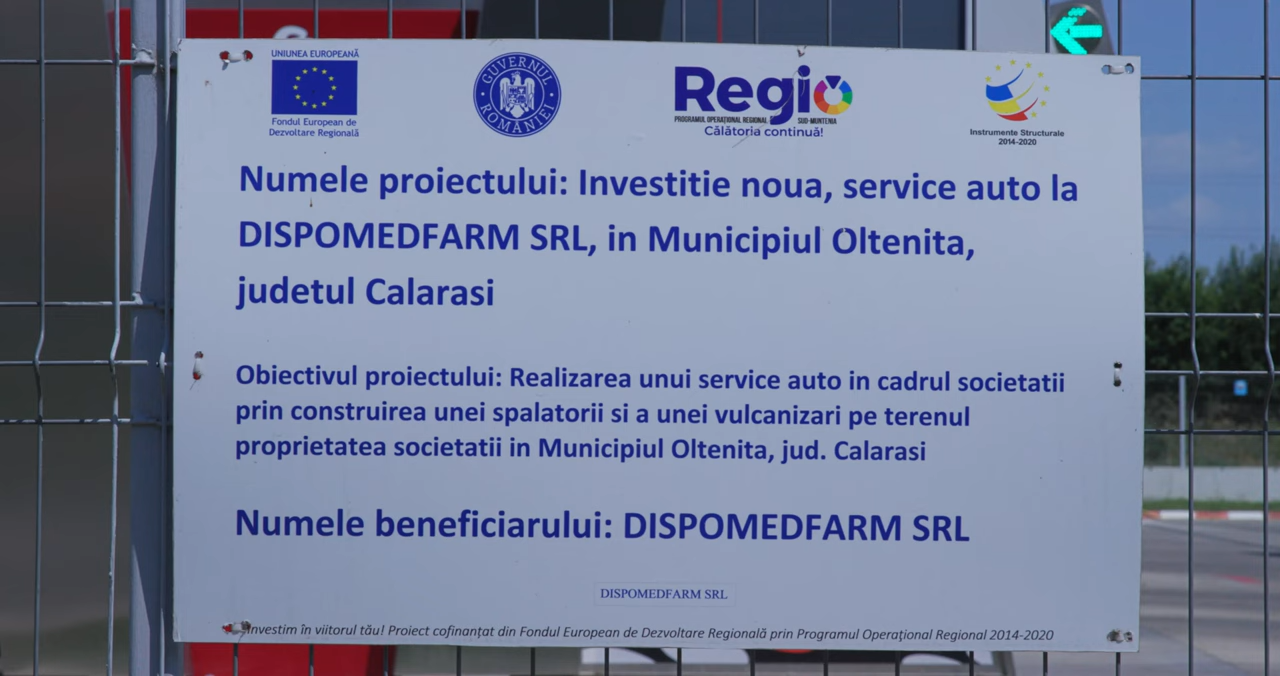 UNIUNEA EUROPEANĂ
Fondul European de
Dezvoltare Regională
GUVERNUL
ROMÂNIEI
Regio
PROGRAMUL OPERAȚIONAL REGIONAL SUD-MUNTENIA
Călătoria continuă!
Instrumente Structurale
2014-2020
Numele proiectului: Investitie noua, service auto la
DISPOMEDFARM SRL, in Municipiul Oltenita,
judetul Calarasi
Obiectivul proiectului: Realizarea unui service auto in cadrul societatii
prin construirea unei spalatorii si a unei vulcanizari pe terenul
proprietatea societatii in Municipiul Oltenita, jud. Calarasi
Numele beneficiarului: DISPOMEDFARM SRL
DISPOMEDFARM SRL
Investim în viitorul tău! Proiect cofinanțat din Fondul European de Dezvoltare Regională prin Programul Operaţional Regional 2014-2020